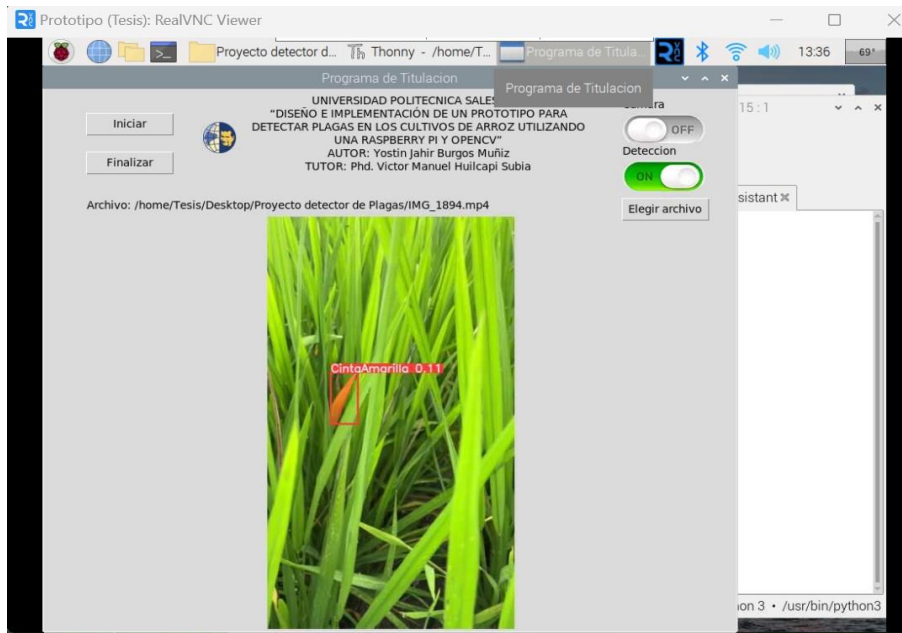 Prototipo (Tesis): RealVNC Viewer
Proyecto detector d... Thonny - /home/T... Programa de Titula... 13:36 69°
Programa de Titulacion
Programa de Titulacion
15 : 1
Iniciar
Finalizar
UNIVERSIDAD POLITECNICA SALES
"DISEÑO E IMPLEMENTACIÓN DE UN PROTOTIPO PARA
DETECTAR PLAGAS EN LOS CULTIVOS DE ARROZ UTILIZANDO
UNA RASPBERRY PI Y OPENCV"
AUTOR: Yostin Jahir Burgos Muñiz
TUTOR: Phd. Victor Manuel Huilcapi Subia
OFF
Deteccion
ON
Elegir archivo
sistant
Archivo: /home/Tesis/Desktop/Proyecto detector de Plagas/IMG_1894.mp4
CintaAmarilla 0.11
on 3 • /usr/bin/python3